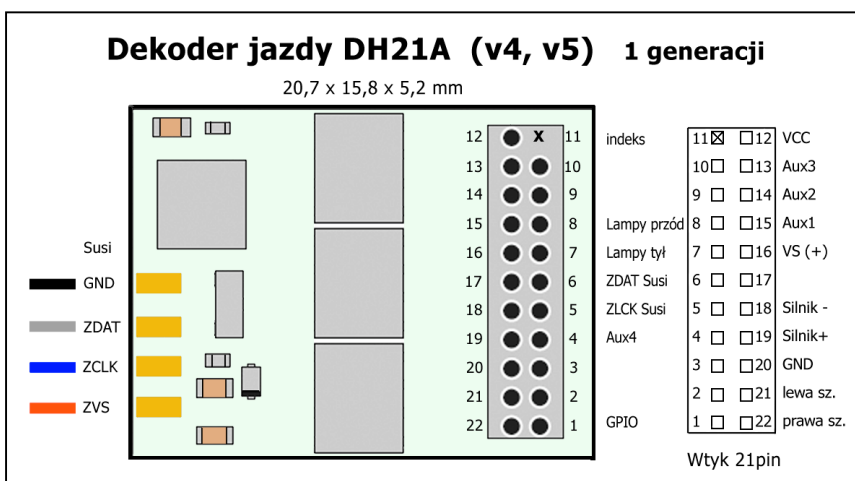 Dekoder jazdy DH21A (v4, v5) 1 generacji
20,7 x 15,8 x 5,2 mm
Susi
GND
ZDAT
ZCLK
ZVS
12 x 11 indeks 11 12 VCC
13 10 10 13 Aux3
14 9 9 14 Aux2
15 8 Lampy przód 8 15 Aux1
16 7 Lampy tył 7 16 VS (+)
17 6 ZDAT Susi 6 17
18 5 ZLCK Susi 5 18 Silnik -
19 4 Aux4 4 19 Silnik+
20 3 3 20 GND
21 2 2 21 lewa sz.
22 1 GPIO 1 22 prawa sz.
Wtyk 21pin